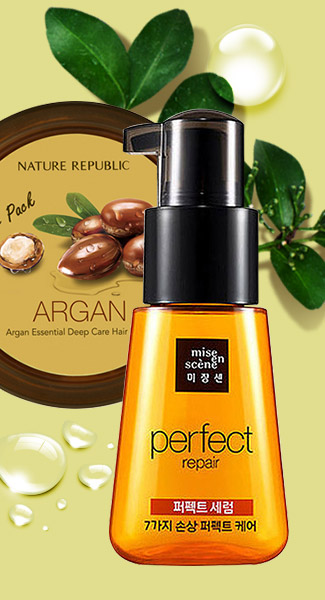 NATURE REPUBLIC
Pack
ARGAN
Argan Essential Deep Care Hair
mise
en
scène
미쟝센
perfect
repair
퍼펙트 세럼
7가지 손상 퍼펙트 케어